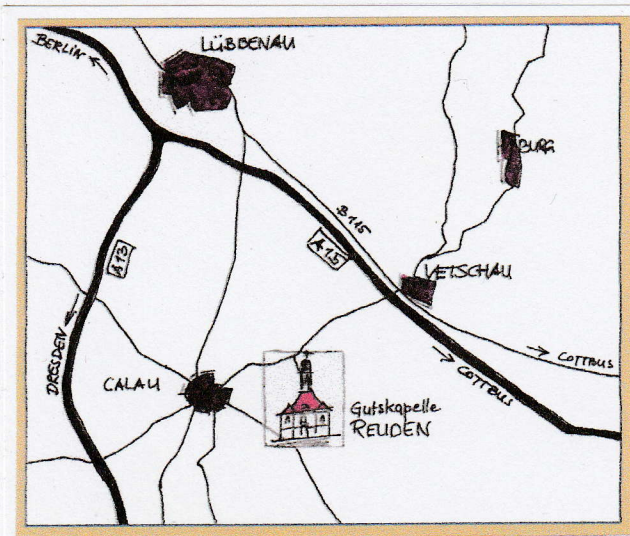 LÜBBENAU
BERLIN
BURG
B115
A15
VETSCHAU
A13
DRESDEN
COTTBUS
COTTBUS
CALAU
Gutskapelle
REUDEN